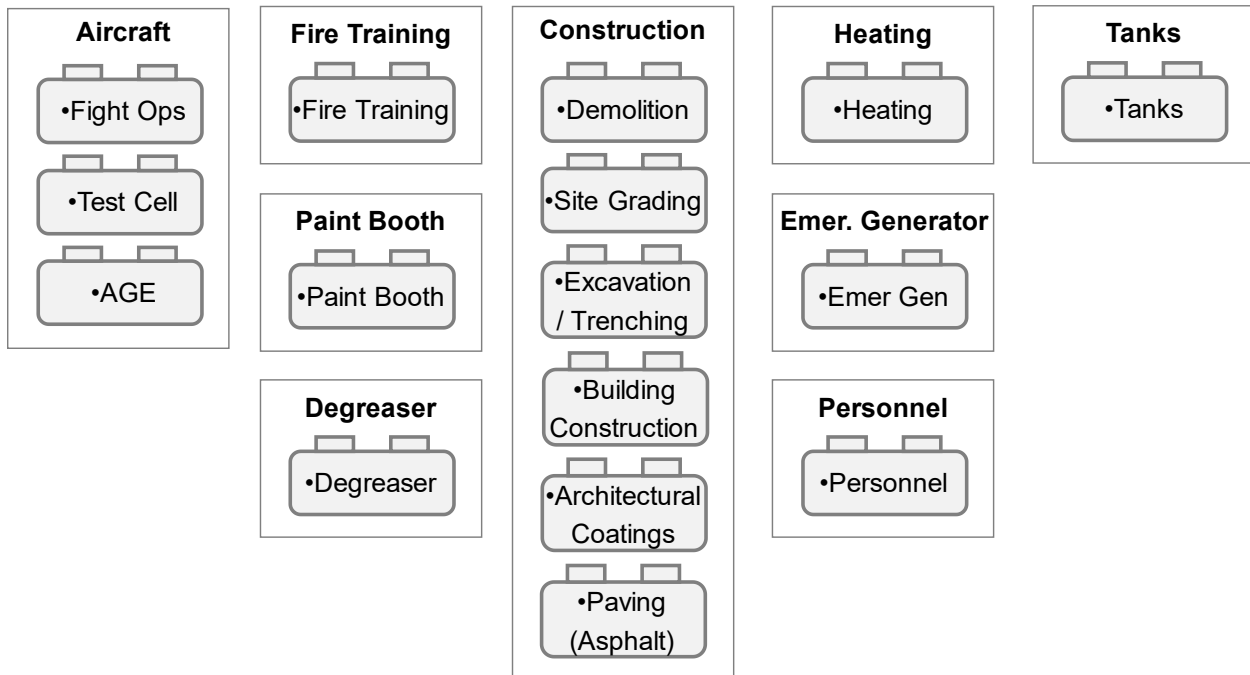 Aircraft
•Fight Ops
•Test Cell
•AGE
Fire Training
•Fire Training
Paint Booth
•Paint Booth
Degreaser
•Degreaser
Construction
•Demolition
•Site Grading
•Excavation
/ Trenching
•Building
Construction
•Architectural
Coatings
•Paving
(Asphalt)
Heating
•Heating
Emer. Generator
•Emer Gen
Personnel
•Personnel
Tanks
•Tanks